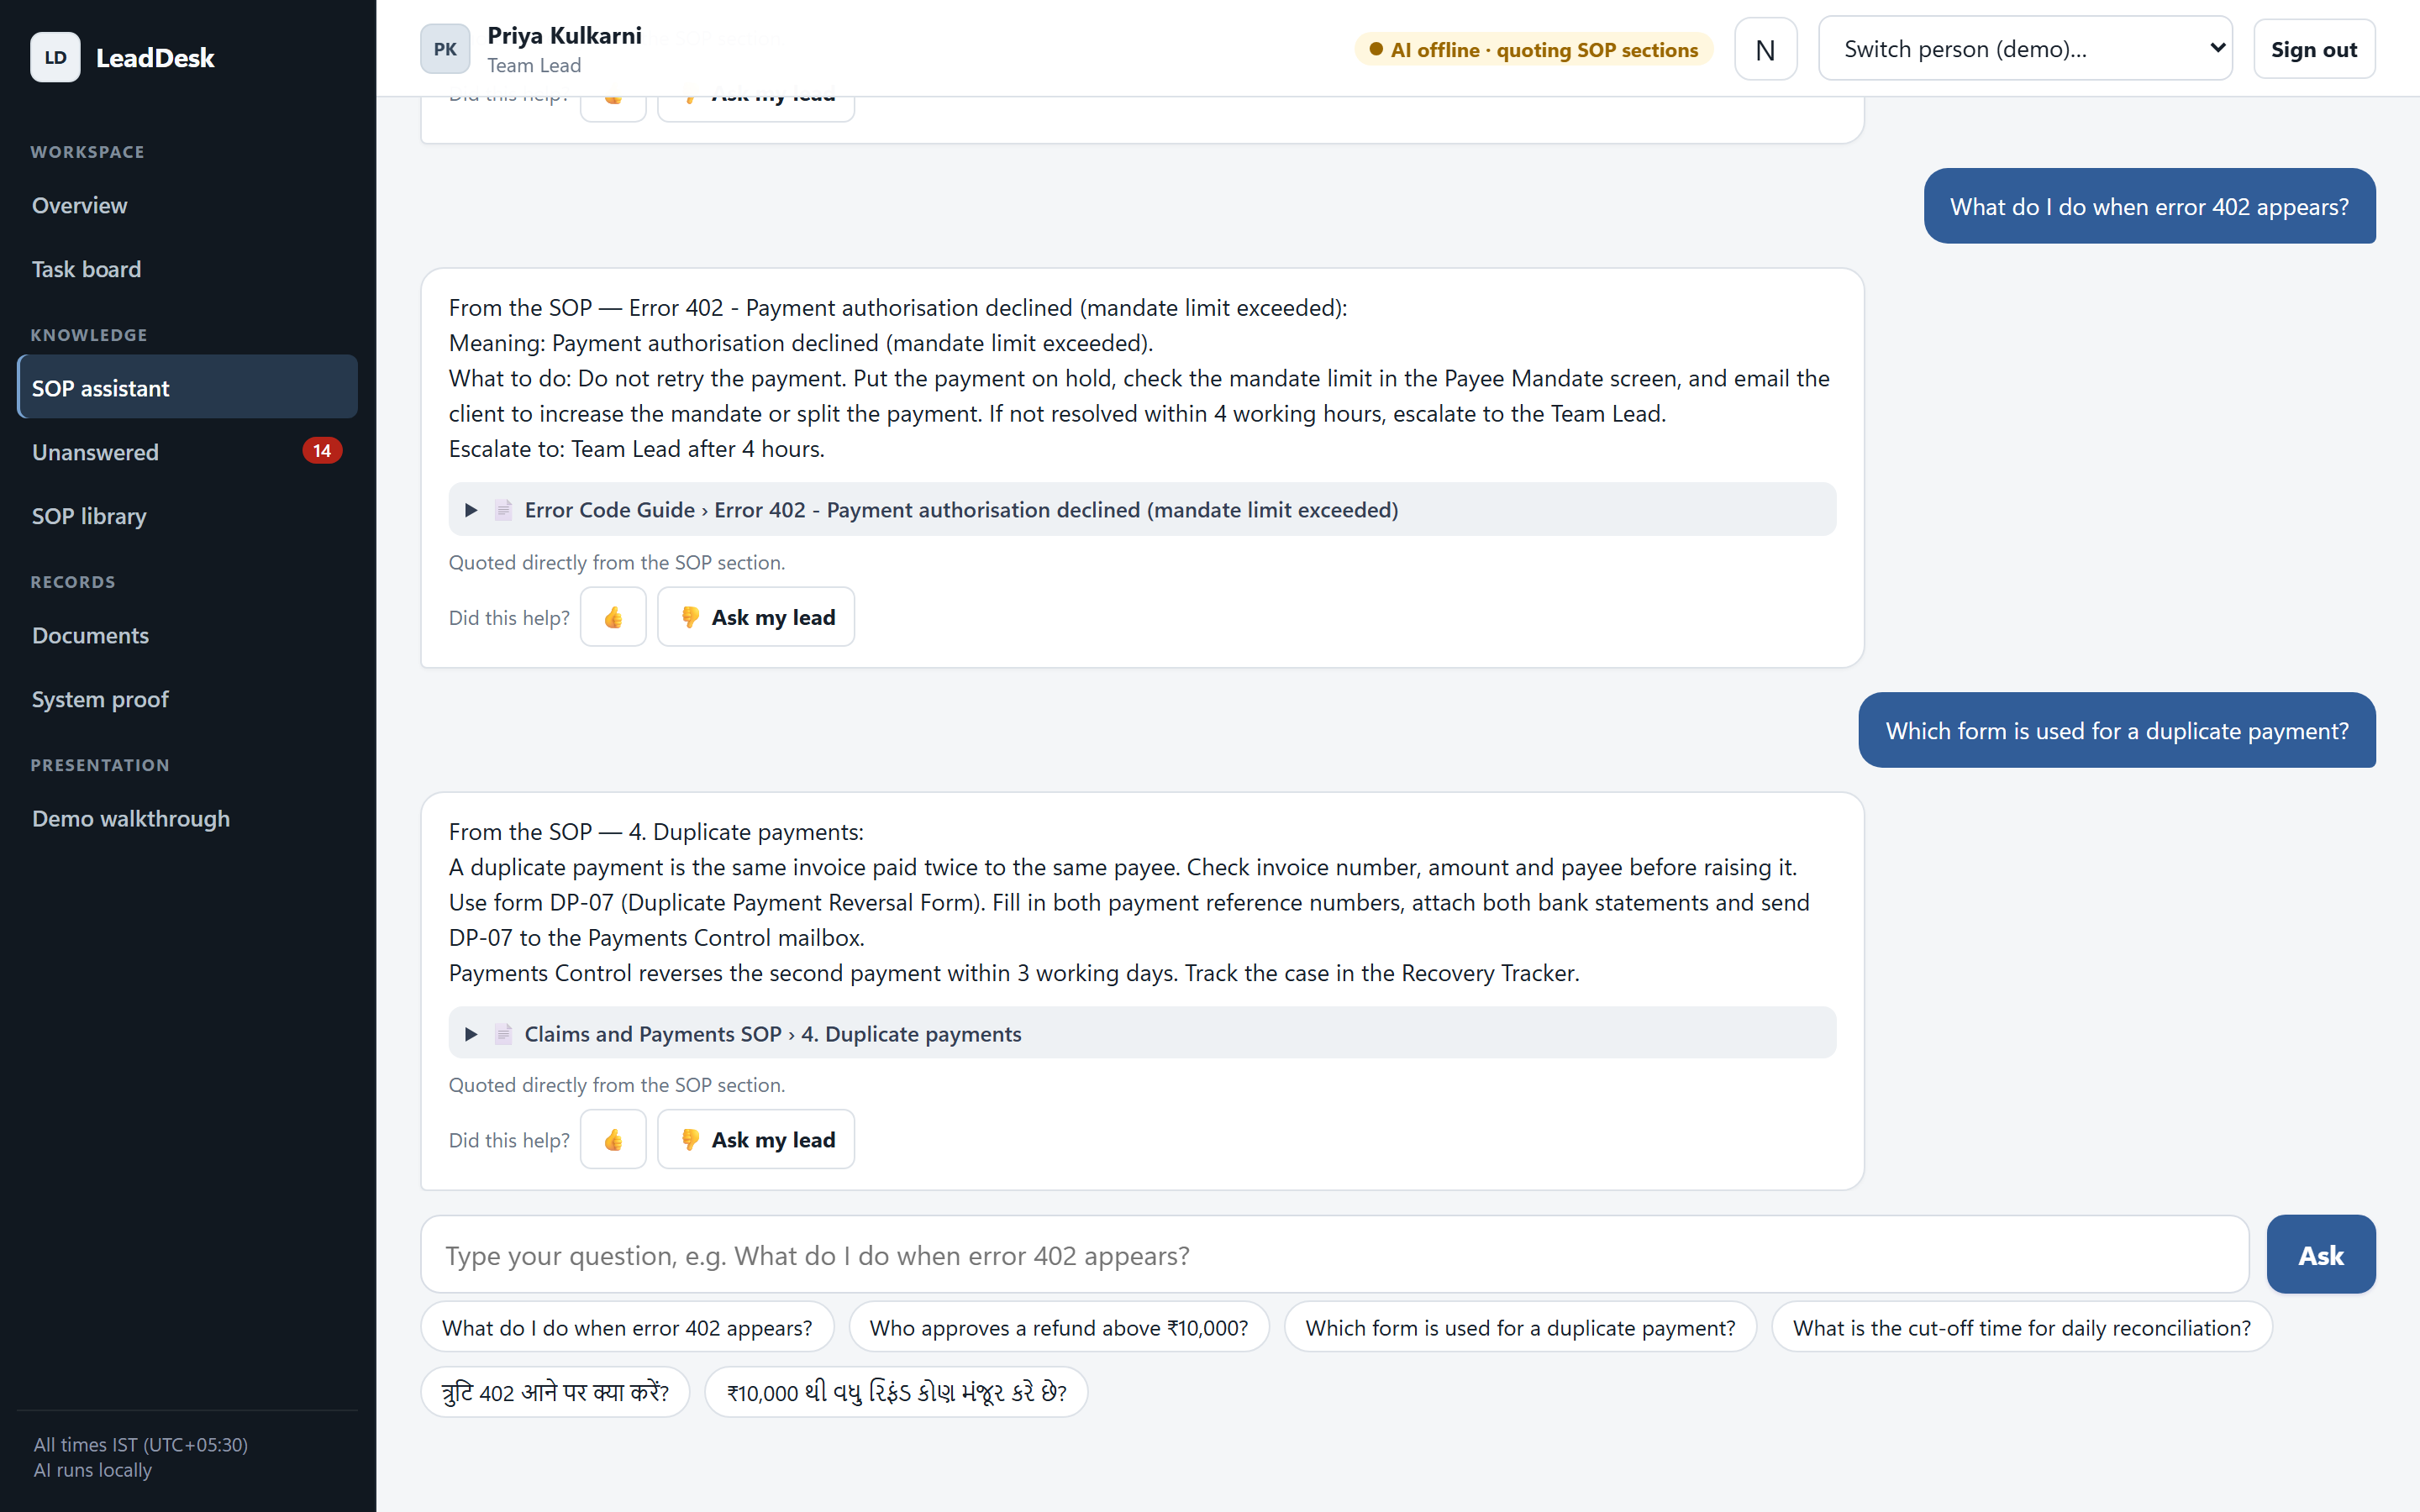 LD LeadDesk
WORKSPACE
Overview
Task board
KNOWLEDGE
SOP assistant
Unanswered 14
SOP library
RECORDS
Documents
System proof
PRESENTATION
Demo walkthrough
All times IST (UTC+05:30)
AI runs locally
PK Priya Kulkarni
Team Lead
AI offline · quoting SOP sections
N
Switch person (demo)...
Sign out
Did this help? 👍 👎 Ask my lead
What do I do when error 402 appears?
From the SOP — Error 402 - Payment authorisation declined (mandate limit exceeded):
Meaning: Payment authorisation declined (mandate limit exceeded).
What to do: Do not retry the payment. Put the payment on hold, check the mandate limit in the Payee Mandate screen, and email the
client to increase the mandate or split the payment. If not resolved within 4 working hours, escalate to the Team Lead.
Escalate to: Team Lead after 4 hours.
Error Code Guide › Error 402 - Payment authorisation declined (mandate limit exceeded)
Quoted directly from the SOP section.
Did this help? 👍 👎 Ask my lead
Which form is used for a duplicate payment?
From the SOP — 4. Duplicate payments:
A duplicate payment is the same invoice paid twice to the same payee. Check invoice number, amount and payee before raising it.
Use form DP-07 (Duplicate Payment Reversal Form). Fill in both payment reference numbers, attach both bank statements and send
DP-07 to the Payments Control mailbox.
Payments Control reverses the second payment within 3 working days. Track the case in the Recovery Tracker.
Claims and Payments SOP › 4. Duplicate payments
Quoted directly from the SOP section.
Did this help? 👍 👎 Ask my lead
Type your question, e.g. What do I do when error 402 appears?
Ask
What do I do when error 402 appears?
Who approves a refund above ₹10,000?
Which form is used for a duplicate payment?
What is the cut-off time for daily reconciliation?
त्रुटि 402 आने पर क्या करें?
₹10,000 થી વધુ રિફંડ કોણ મંજૂર કરે છે?